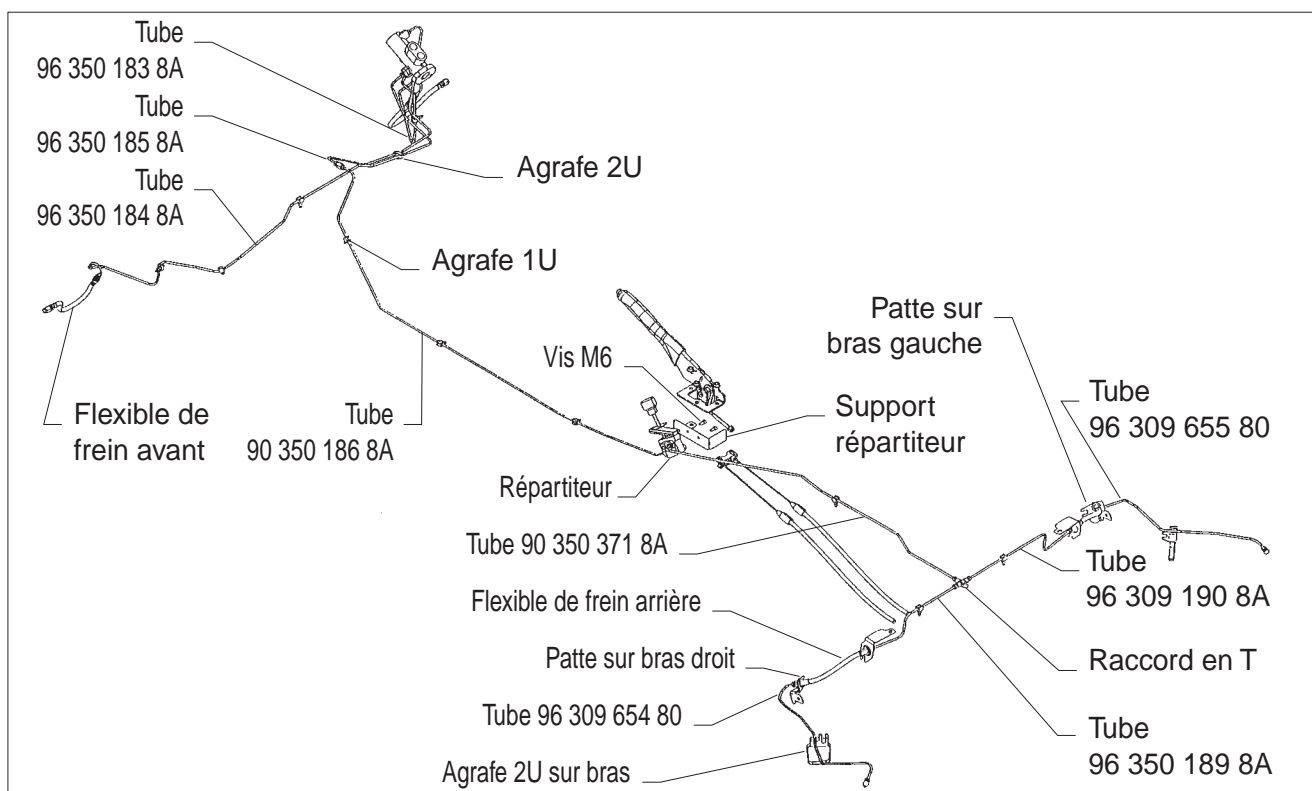 Tube
96 350 183 8A
Tube
96 350 185 8A
Tube
96 350 184 8A
Agrafe 2U
Agrafe 1U
Flexible de
frein avant
Tube
90 350 186 8A
Vis M6
Patte sur
bras gauche
Support
répartiteur
Tube
96 309 655 80
Répartiteur
Tube 90 350 371 8A
Flexible de frein arrière
Patte sur bras droit
Tube 96 309 654 80
Agrafe 2U sur bras
Tube
96 309 190 8A
Raccord en T
Tube
96 350 189 8A